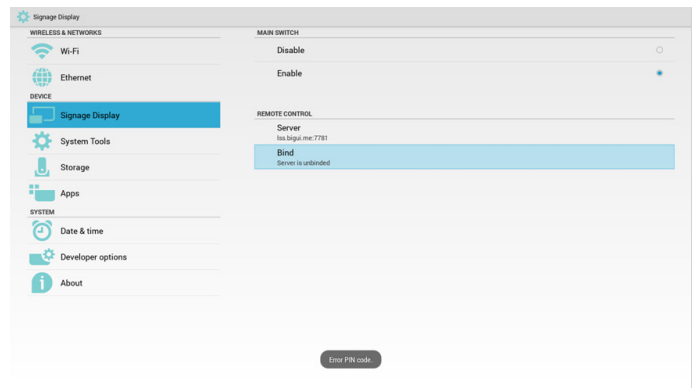 Signage Display
WIRELESS & NETWORKS
Wi-Fi
Ethernet
DEVICE
Signage Display
System Tools
Storage
Apps
SYSTEM
Date & time
Developer options
About
MAIN SWITCH
Disable
Enable
REMOTE CONTROL
Server
lss.bigui.me:7781
Bind
Server is unbinded
Error PIN code.